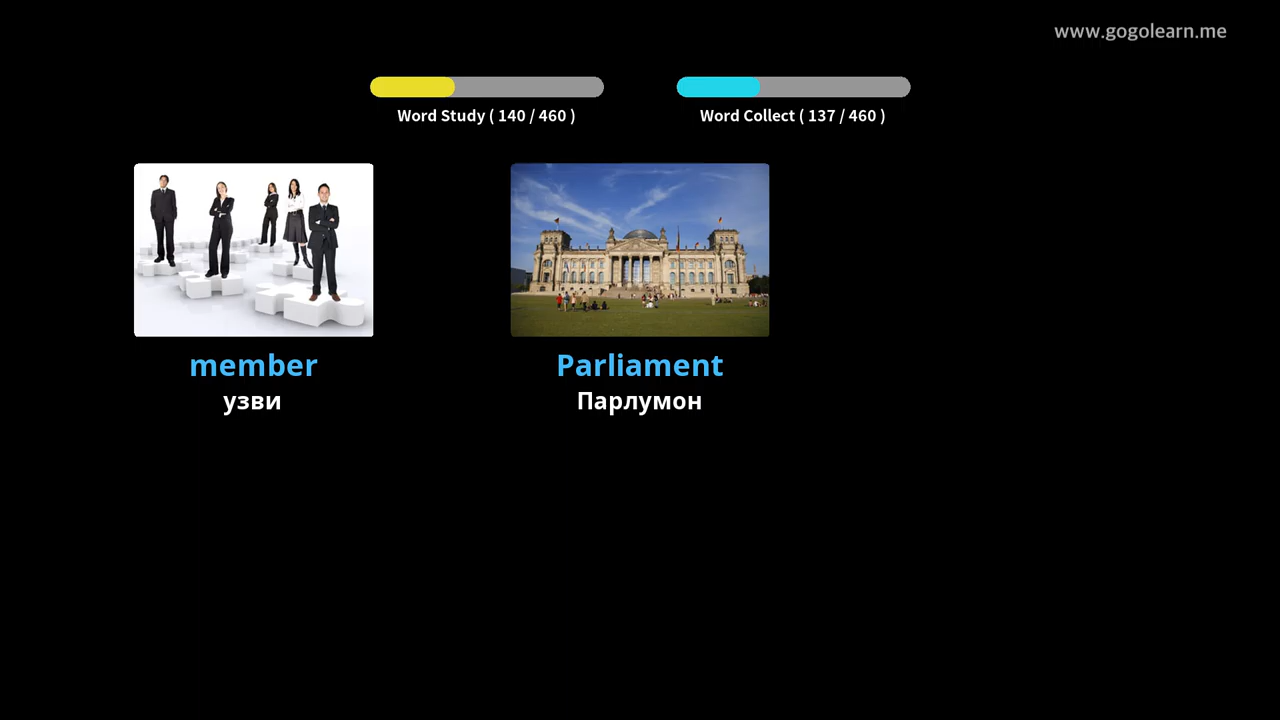 www.gogolearn.me
Word Study ( 140 / 460 )
Word Collect ( 137 / 460 )
member
узви
Parliament
Парлумон